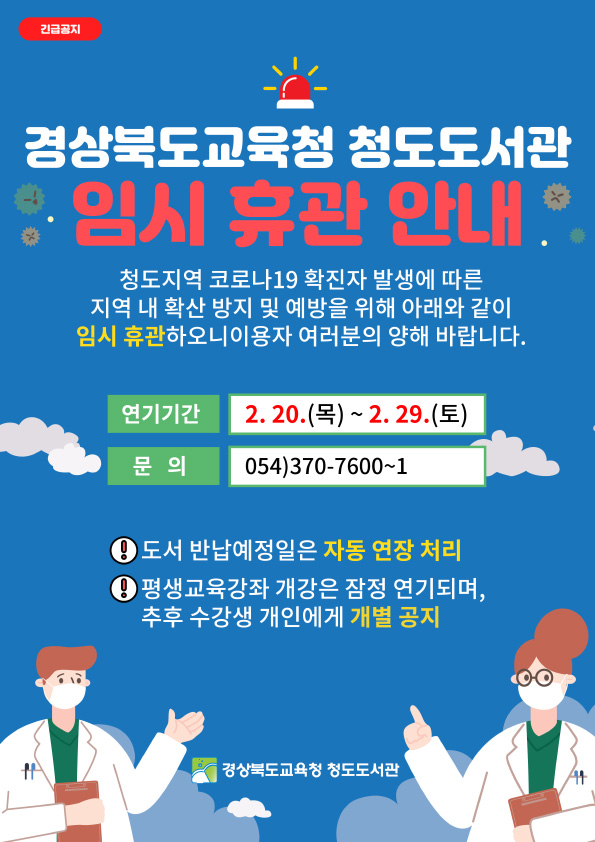 긴급공지
경상북도교육청 청도도서관
임시 휴관 안내
청도지역 코로나19 확진자 발생에 따른
지역 내 확산 방지 및 예방을 위해 아래와 같이
임시 휴관하오니이용자 여러분의 양해 바랍니다.
연기기간 2. 20.(목) ~ 2. 29.(토)
문 의 054)370-7600~1
도서 반납예정일은 자동 연장 처리
평생교육강좌 개강은 잠정 연기되며,
추후 수강생 개인에게 개별 공지
경상북도교육청 청도도서관